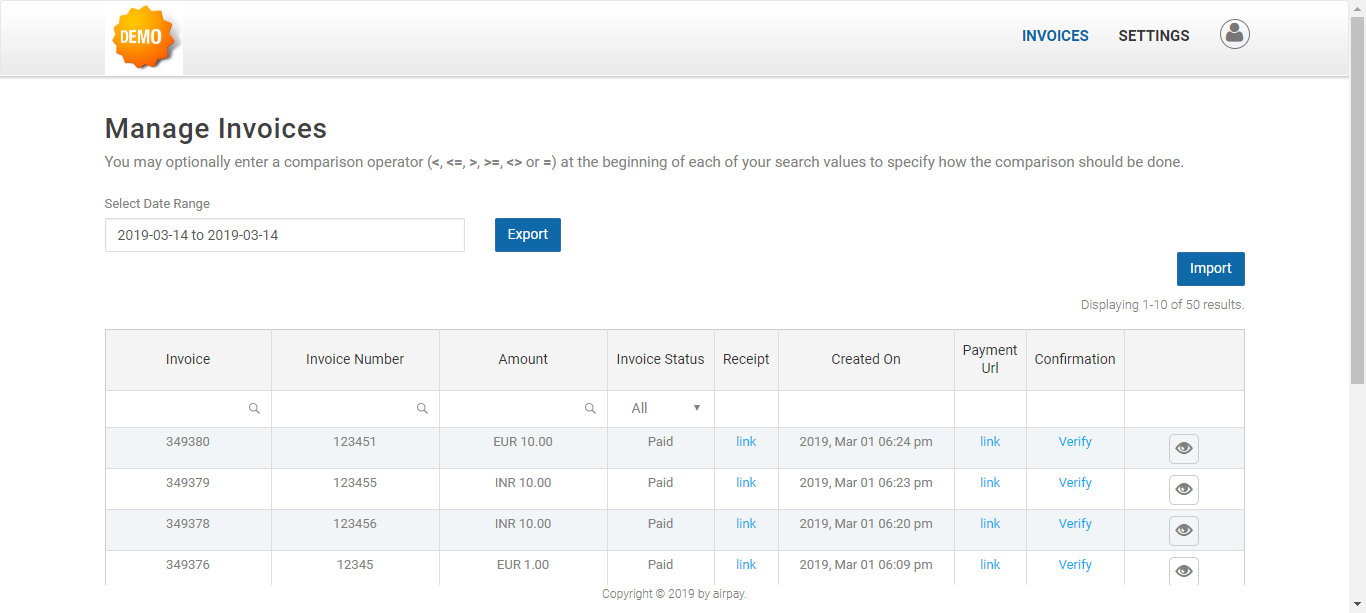 DEMO
INVOICES SETTINGS
Manage Invoices
You may optionally enter a comparison operator (<, <=, >, >=, <> or =) at the beginning of each of your search values to specify how the comparison should be done.
Select Date Range
2019-03-14 to 2019-03-14 Export
Import
Displaying 1-10 of 50 results.
Invoice Invoice Number Amount Invoice Status Receipt Created On Payment Url Confirmation
All
349380 123451 EUR 10.00 Paid link 2019, Mar 01 06:24 pm link Verify
349379 123455 INR 10.00 Paid link 2019, Mar 01 06:23 pm link Verify
349378 123456 INR 10.00 Paid link 2019, Mar 01 06:20 pm link Verify
349376 12345 EUR 1.00 Paid link 2019, Mar 01 06:09 pm link Verify
Copyright © 2019 by airpay.